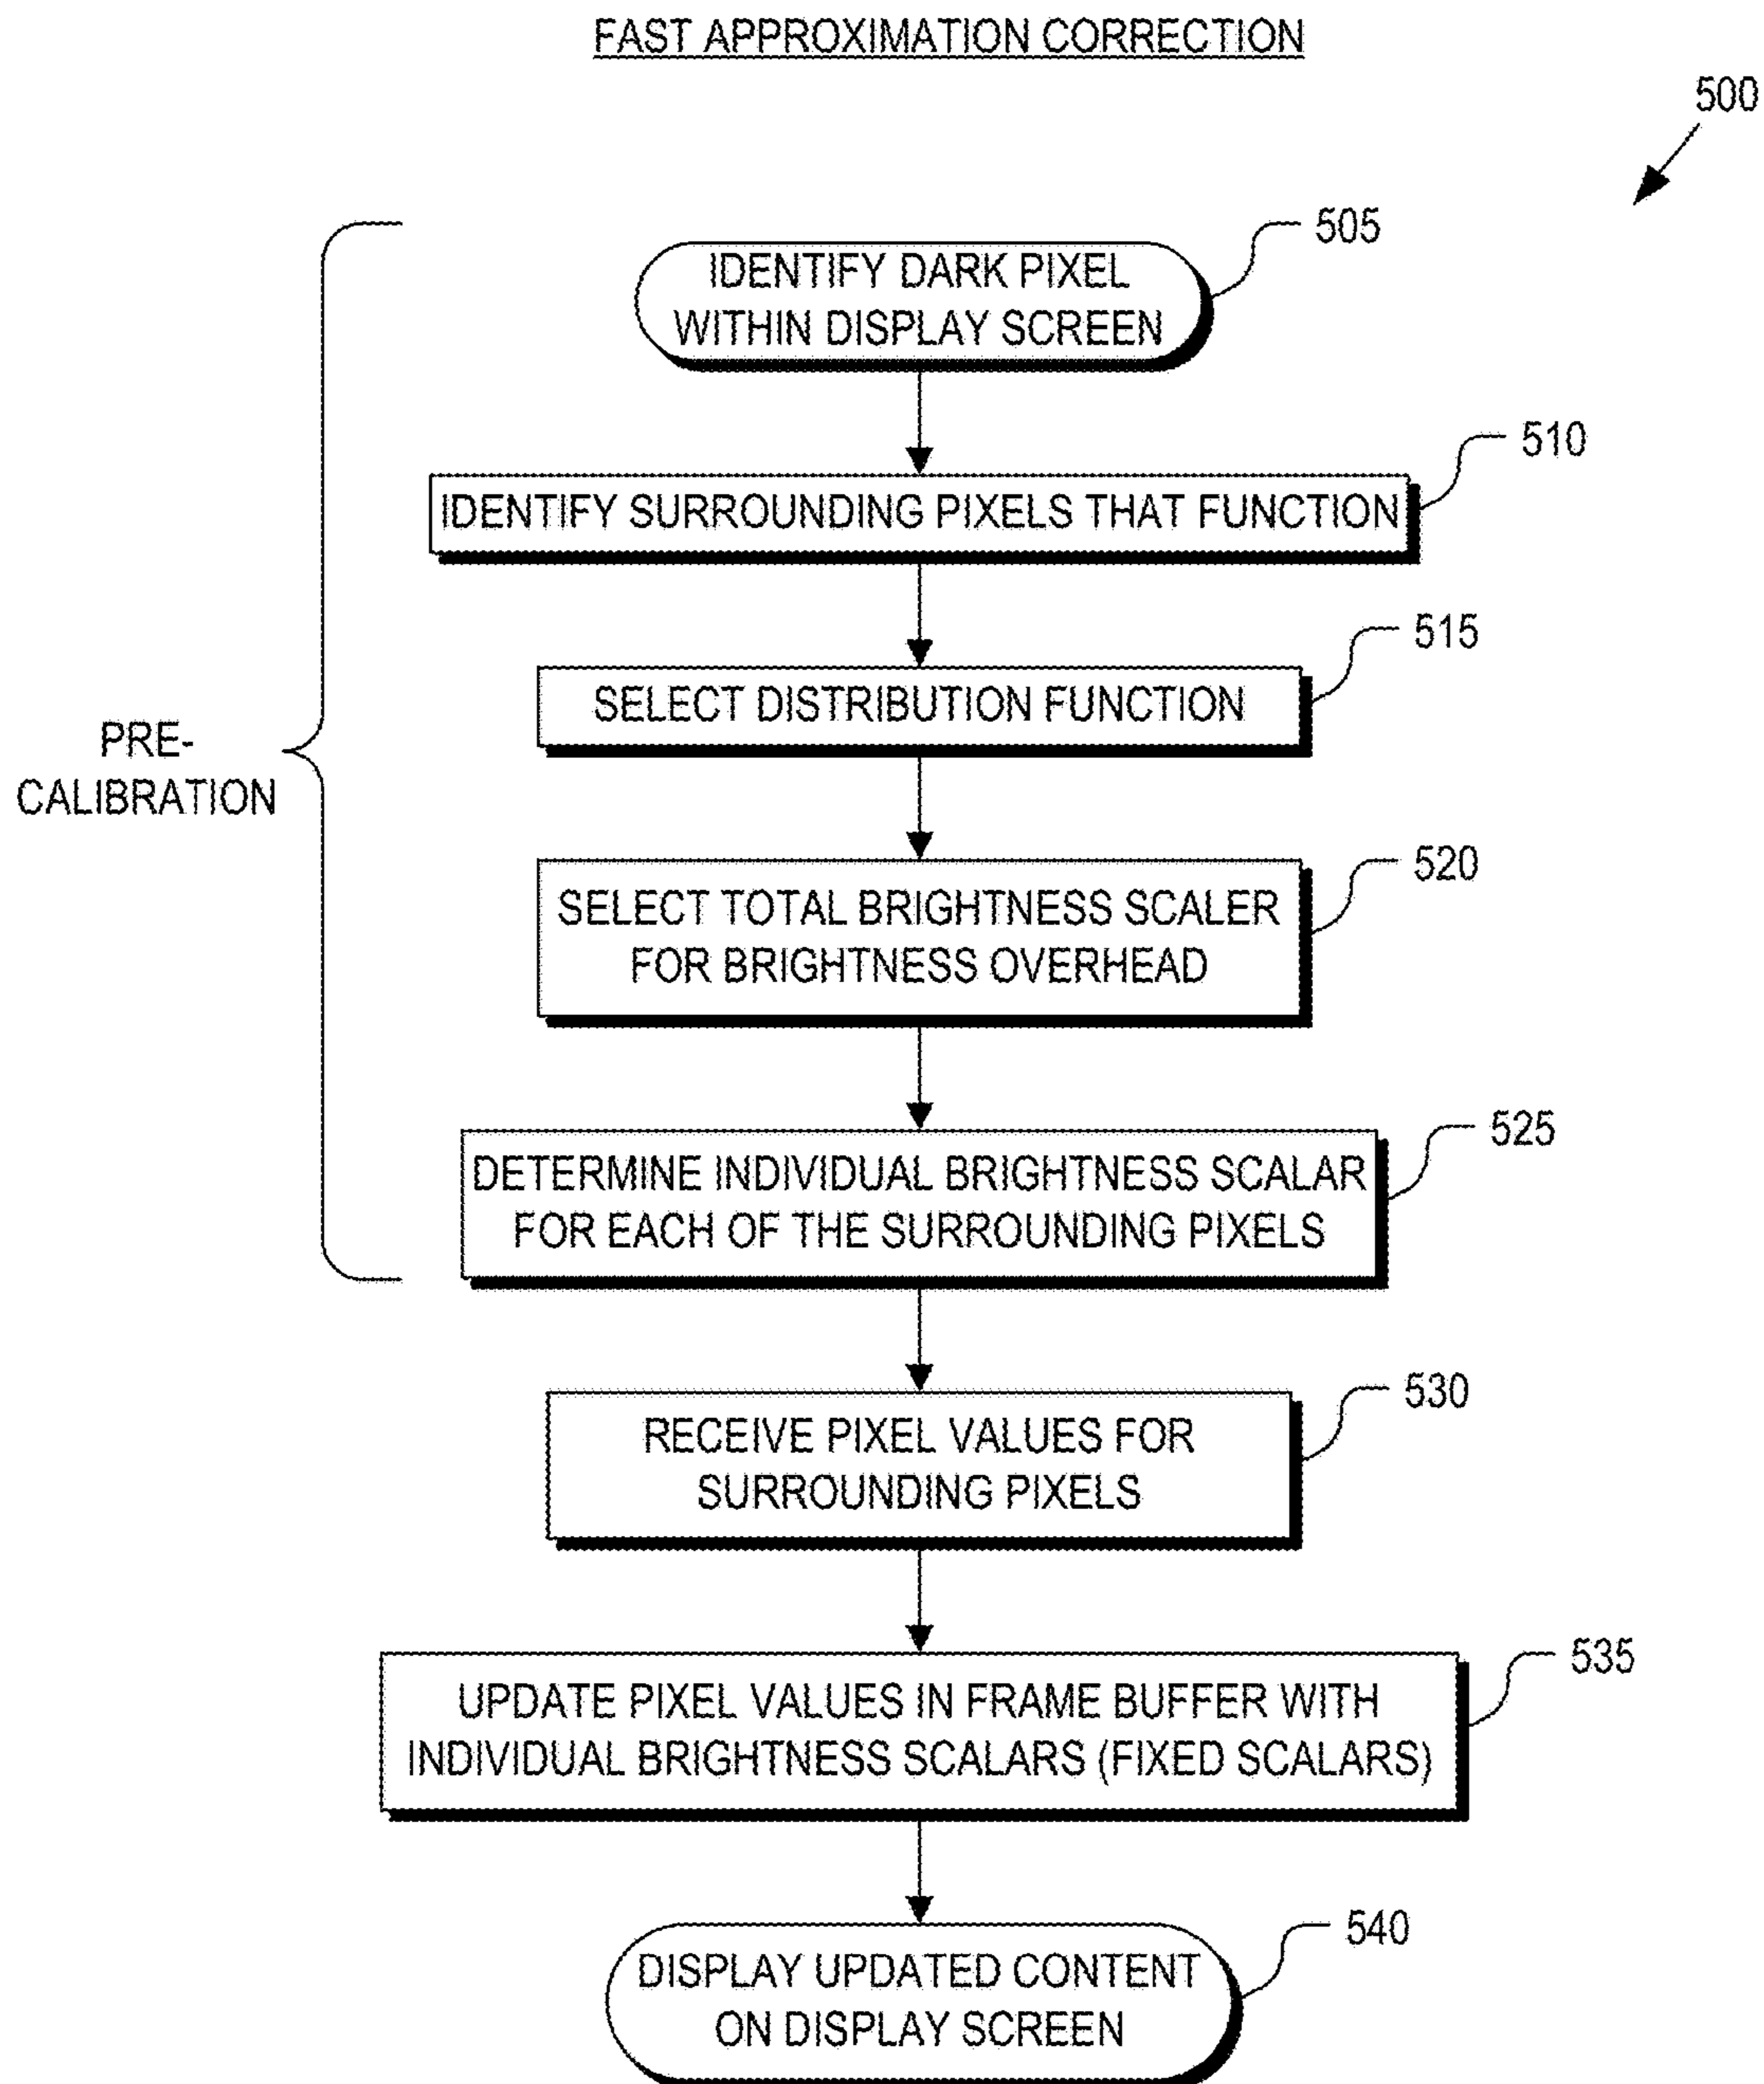 FAST APPROXIMATION CORRECTION
500
505
IDENTIFY DARK PIXEL
WITHIN DISPLAY SCREEN
510
IDENTIFY SURROUNDING PIXELS THAT FUNCTION
515
SELECT DISTRIBUTION FUNCTION
PRE-
CALIBRATION
520
SELECT TOTAL BRIGHTNESS SCALER
FOR BRIGHTNESS OVERHEAD
525
DETERMINE INDIVIDUAL BRIGHTNESS SCALAR
FOR EACH OF THE SURROUNDING PIXELS
530
RECEIVE PIXEL VALUES FOR
SURROUNDING PIXELS
535
UPDATE PIXEL VALUES IN FRAME BUFFER WITH
INDIVIDUAL BRIGHTNESS SCALARS (FIXED SCALARS)
540
DISPLAY UPDATED CONTENT
ON DISPLAY SCREEN